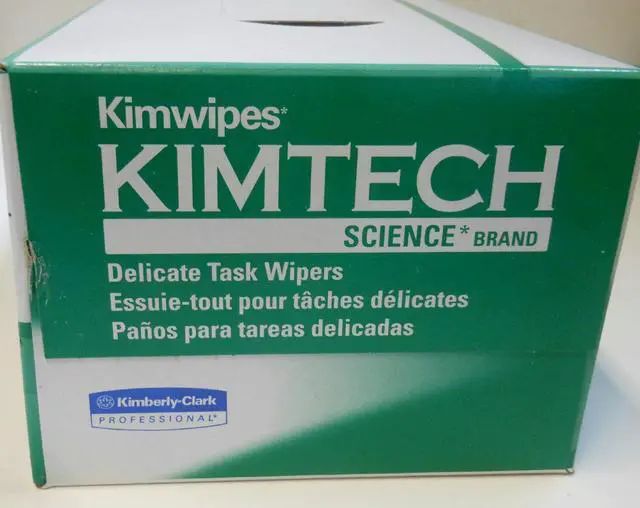 Kimwipes*
KIMTECH
SCIENCE* BRAND
Delicate Task Wipers
Essuie-tout pour tâches délicates
Paños para tareas delicadas
Kimberly-Clark
PROFESSIONAL*